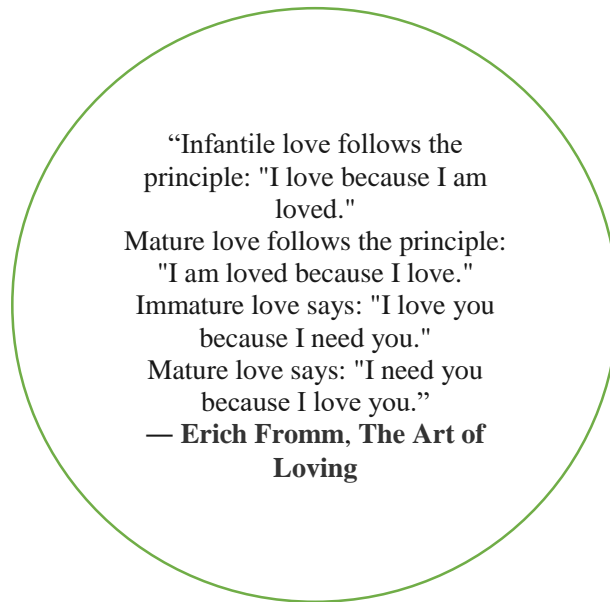 “Infantile love follows the
principle: "I love because I am
loved."
Mature love follows the principle:
"I am loved because I love."
Immature love says: "I love you
because I need you."
Mature love says: "I need you
because I love you.”
— Erich Fromm, The Art of
Loving